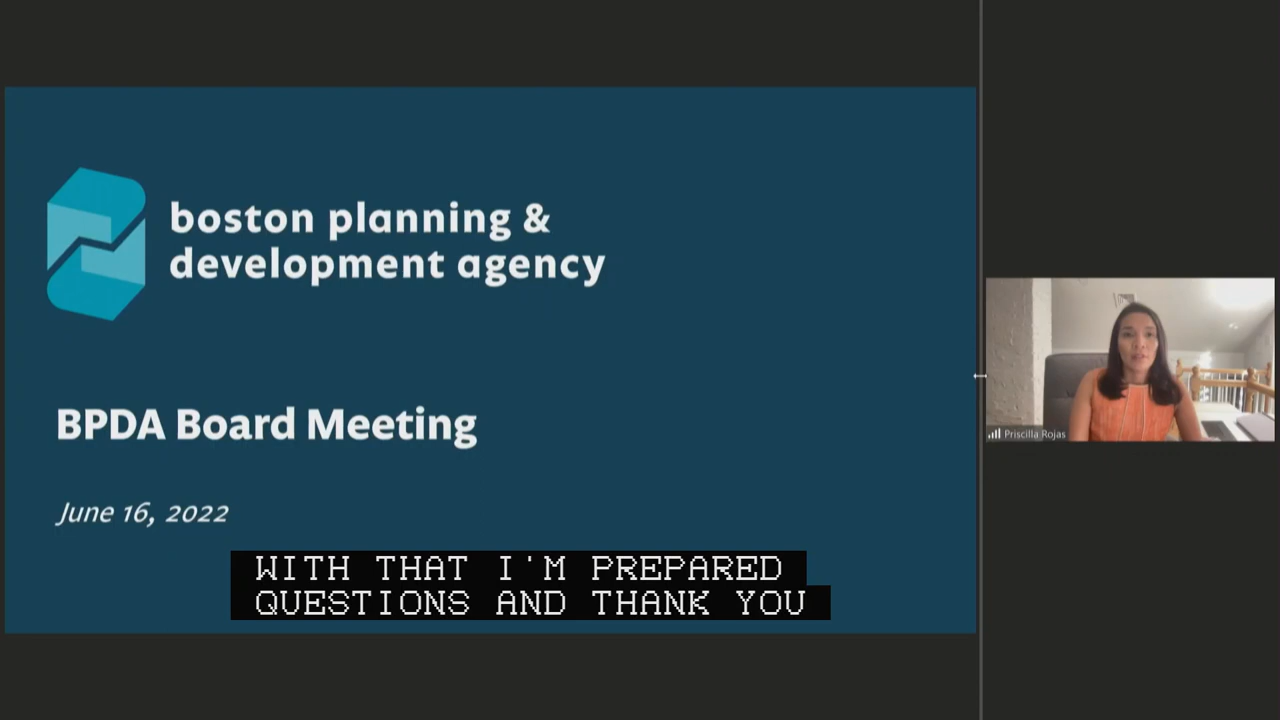 boston planning &
development agency
BPDA Board Meeting
June 16, 2022
WITH THAT I'M PREPARED
QUESTIONS AND THANK YOU
Priscilla Rojas